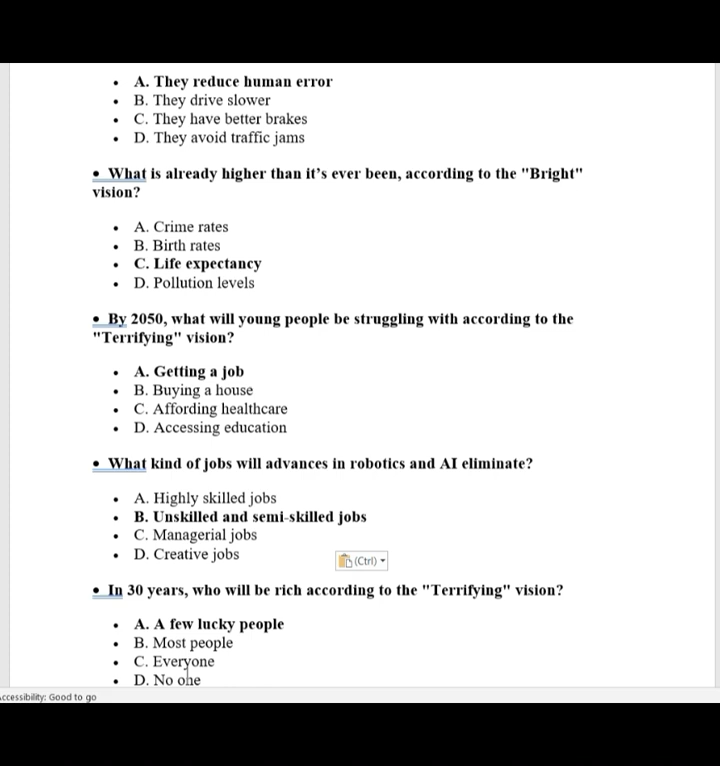 • A. They reduce human error
• B. They drive slower
• C. They have better brakes
• D. They avoid traffic jams
• What is already higher than it’s ever been, according to the "Bright"
vision?
• A. Crime rates
• B. Birth rates
• C. Life expectancy
• D. Pollution levels
• By 2050, what will young people be struggling with according to the
"Terrifying" vision?
• A. Getting a job
• B. Buying a house
• C. Affording healthcare
• D. Accessing education
• What kind of jobs will advances in robotics and AI eliminate?
• A. Highly skilled jobs
• B. Unskilled and semi-skilled jobs
• C. Managerial jobs
• D. Creative jobs
(Ctrl)
• In 30 years, who will be rich according to the "Terrifying" vision?
• A. A few lucky people
• B. Most people
• C. Everyone
• D. No one
ccessibility: Good to go